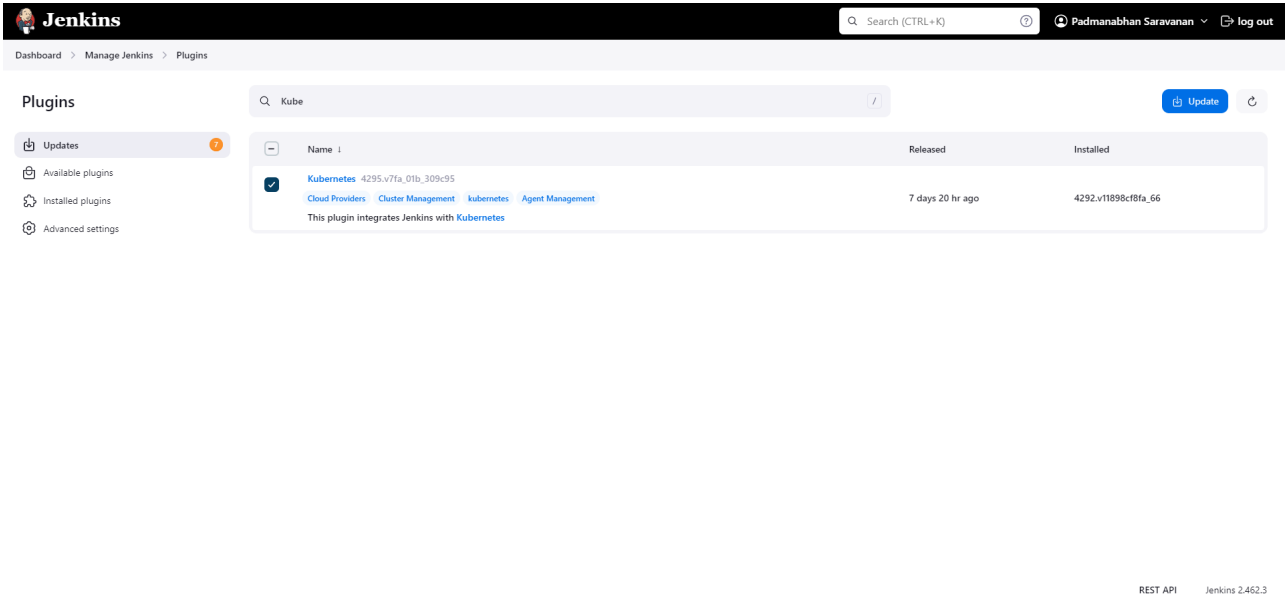 Jenkins
Search (CTRL+K)
Padmanabhan Saravanan
log out
Dashboard > Manage Jenkins > Plugins
Plugins
Kube
/
Update
Updates 7
Available plugins
Installed plugins
Advanced settings
Name ↓ Released Installed
Kubernetes 4295.v7fa_01b_309c95
Cloud Providers Cluster Management kubernetes Agent Management
This plugin integrates Jenkins with Kubernetes
7 days 20 hr ago
4292.v11898cf8fa_66
REST API Jenkins 2.462.3